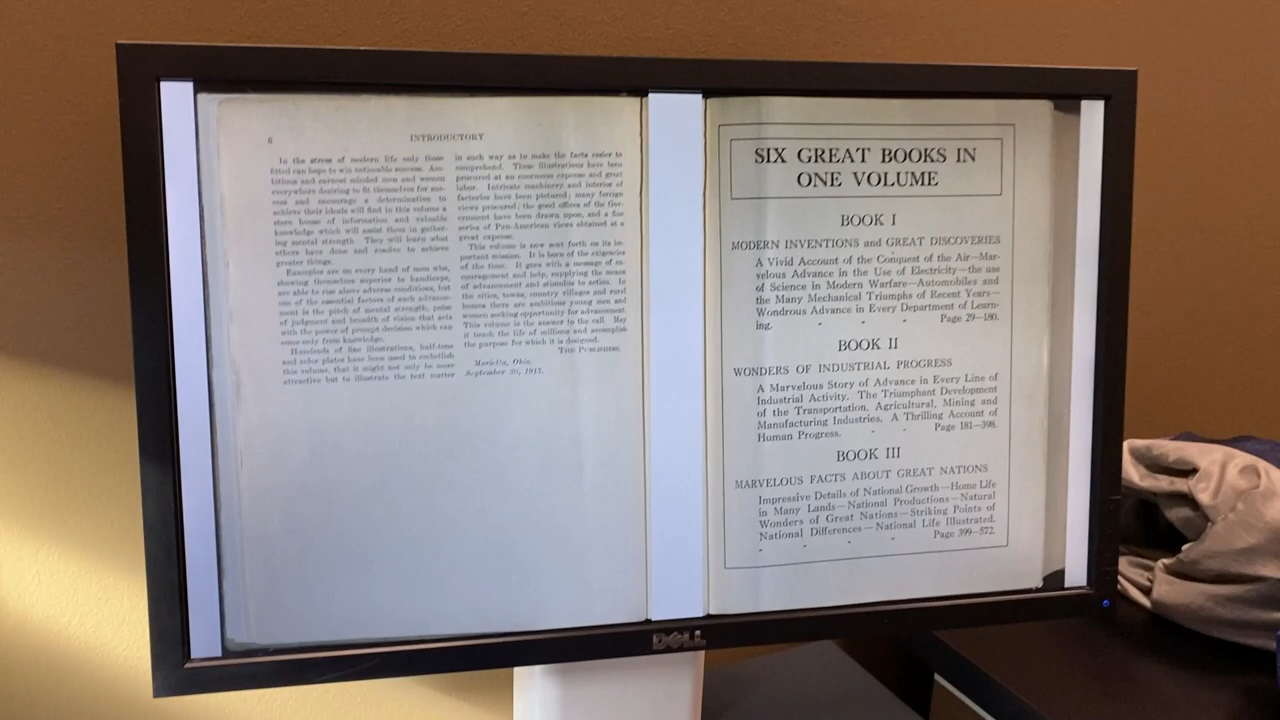 6
INTRODUCTORY
In the stress of modern life only those
fitted can hope to win noticeable success. Am-
bitious and earnest minded men and women
everywhere desiring to fit themselves for suc-
cess and encourage a determination to
achieve their ideals will find in this volume a
store house of information and valuable
knowledge which will assist them in gather-
ing mental strength. They will learn what
others have done and resolve to achieve
greater things.
Examples are on every hand of men who,
showing themselves superior to handicaps,
are able to rise above adverse conditions, but
one of the essential factors of such advance-
ment is the pitch of mental strength, poise
of judgment and breadth of vision that acts
with the power of prompt decision which can
come only from knowledge.
Hundreds of fine illustrations, half-tone
and color plates have been used to embellish
this volume, that it might not only be more
attractive but to illustrate the text matter
in such way as to make the facts easier to
comprehend. These illustrations have been
procured at an enormous expense and great
labor. Intricate machinery and interior of
factories have been pictured; many foreign
views procured; the good offices of the Gov-
ernment have been drawn upon, and a fine
series of Pan-American views obtained at a
great expense.
This volume is now sent forth on its im-
portant mission. It is born of the exigencies
of the time. It goes with a message of en-
couragement and help, supplying the means
of advancement and stimulus to action. In
the cities, towns, country villages and rural
homes there are ambitious young men and
women seeking opportunity for advancement.
This volume is the answer to the call. May
it touch the life of millions and accomplish
the purpose for which it is designed.
THE PUBLISHER.
Marietta, Ohio,
September 20, 1917.
SIX GREAT BOOKS IN
ONE VOLUME
BOOK I
MODERN INVENTIONS and GREAT DISCOVERIES
A Vivid Account of the Conquest of the Air—Mar-
velous Advance in the Use of Electricity—the use
of Science in Modern Warfare—Automobiles and
the Many Mechanical Triumphs of Recent Years—
Wondrous Advance in Every Department of Learn-
ing. - - - Page 29—180.
BOOK II
WONDERS OF INDUSTRIAL PROGRESS
A Marvelous Story of Advance in Every Line of
Industrial Activity. The Triumphant Development
of the Transportation, Agricultural, Mining and
Manufacturing Industries. A Thrilling Account of
Human Progress. - - Page 181—398.
BOOK III
MARVELOUS FACTS ABOUT GREAT NATIONS
Impressive Details of National Growth—Home Life
in Many Lands—National Productions—Natural
Wonders of Great Nations—Striking Points of
National Differences—National Life Illustrated.
- - - - Page 399—572.
DELL